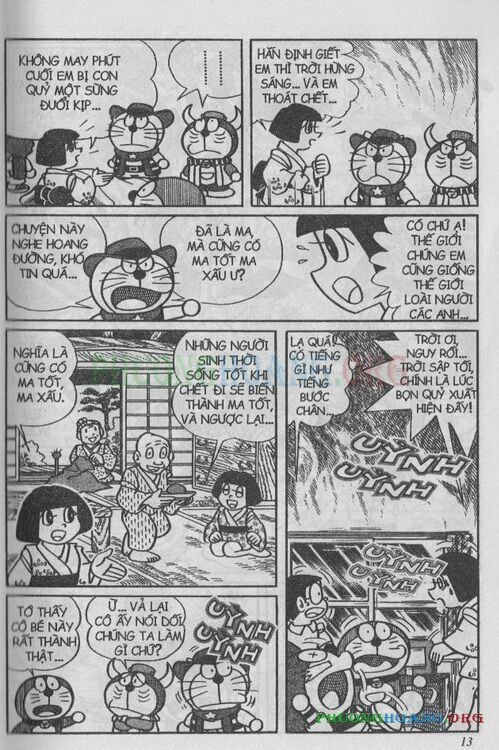 KHÔNG MAY PHÚT
CUỐI EM BỊ CON
QUỶ MỘT SỪNG
ĐUỔI KỊP...
HẮN ĐỊNH GIẾT
EM THÌ TRỜI HỪNG
SÁNG... VÀ EM
THOÁT CHẾT...
CHUYỆN NÀY
NGHE HOANG
ĐƯỜNG, KHÓ
TIN QUÁ...
ĐÃ LÀ MA,
MÀ CŨNG CÓ
MA TỐT MA
XẤU Ư?
CÓ CHỨ Ạ!
THẾ GIỚI
CHÚNG EM
CŨNG GIỐNG
THẾ GIỚI
LOÀI NGƯỜI
CÁC ANH...
NGHĨA LÀ
CŨNG CÓ
MA TỐT,
MA XẤU.
NHỮNG NGƯỜI
SINH THỜI
SỐNG TỐT KHI
CHẾT ĐI SẼ BIẾN
THÀNH MA TỐT,
VÀ NGƯỢC LẠI...
LẠ QUÁ!
CÓ TIẾNG
GÌ NHƯ
TIẾNG
BƯỚC
CHÂN...
TRỜI ƠI,
NGUY RỒI...
TRỜI SẬP TỐI,
CHÍNH LÀ LÚC
BỌN QUỶ XUẤT
HIỆN ĐẤY!
UỲNH
UỲNH
UỲNH
UỲNH
TỚ THẤY
CÔ BÉ NÀY
RẤT THÀNH
THẬT...
Ừ... VẢ LẠI
CÔ ẤY NÓI DỐI
CHÚNG TA LÀM
GÌ CHỨ?
UỲNH
UỲNH
PHUONGHOANG.ORG
PHUONGHOANG.ORG
13